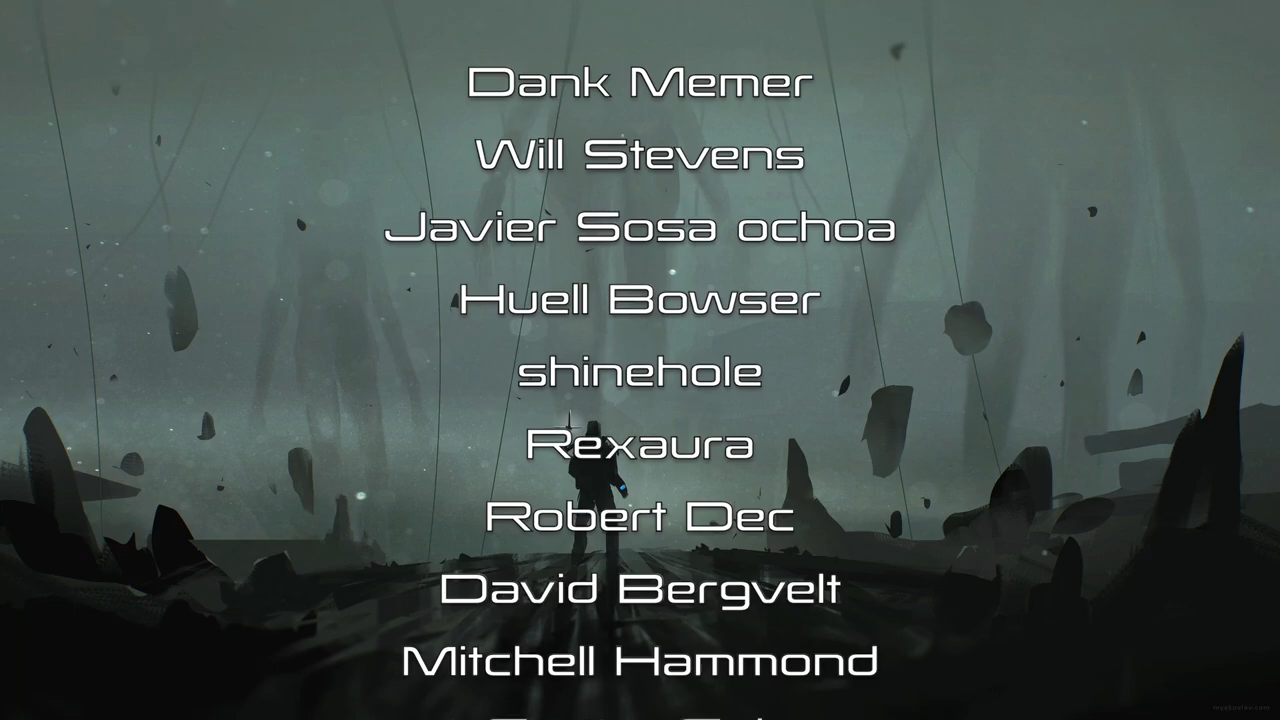 Dank Memer
Will Stevens
Javier Sosa ochoa
Huell Bowser
shinehole
Rexaura
Robert Dec
David Bergvelt
Mitchell Hammond